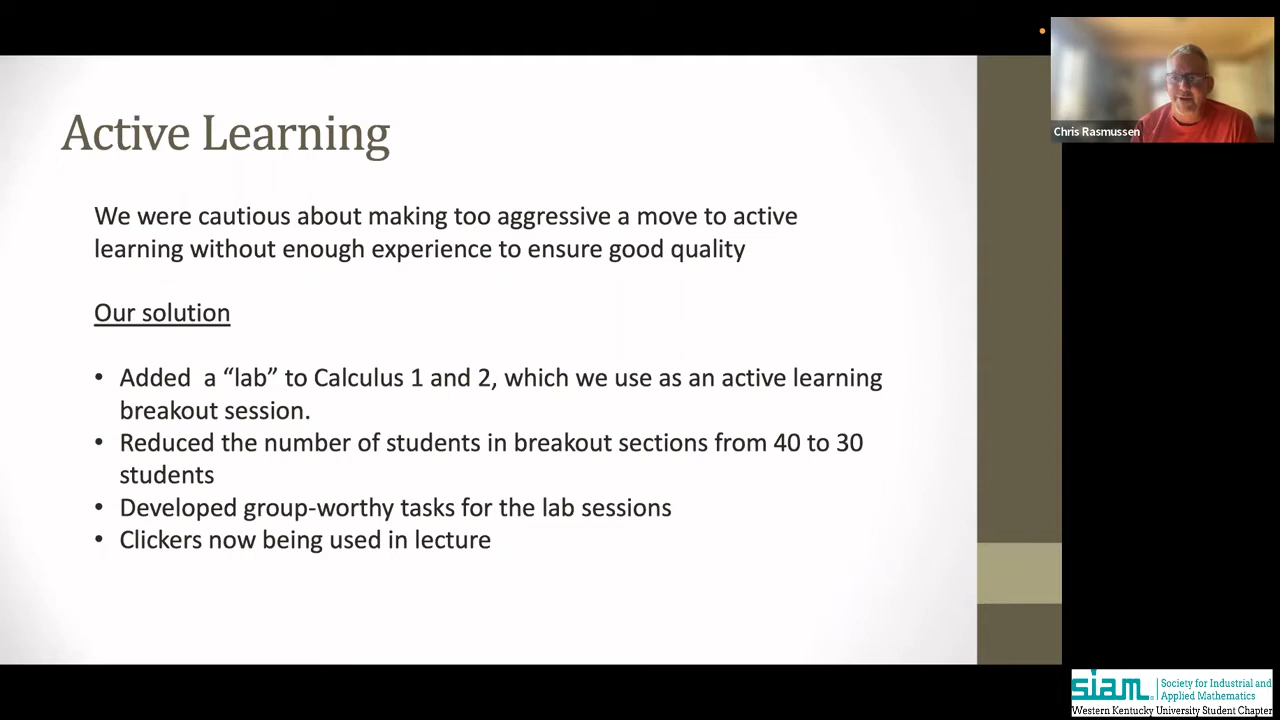 Active Learning
We were cautious about making too aggressive a move to active
learning without enough experience to ensure good quality
Our solution
• Added a “lab” to Calculus 1 and 2, which we use as an active learning
breakout session.
• Reduced the number of students in breakout sections from 40 to 30
students
• Developed group-worthy tasks for the lab sessions
• Clickers now being used in lecture
Chris Rasmussen
siam. Society for Industrial and
Applied Mathematics
Western Kentucky University Student Chapter